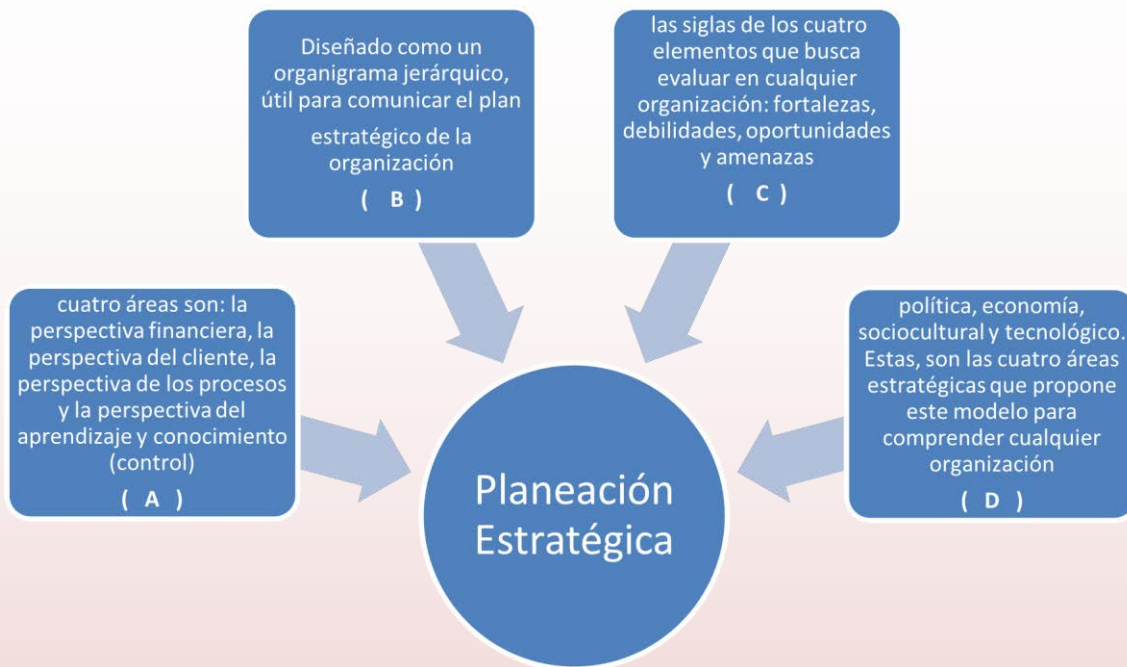 Diseñado como un
organigrama jerárquico,
útil para comunicar el plan
estratégico de la
organización
( B )
las siglas de los cuatro
elementos que busca
evaluar en cualquier
organización: fortalezas,
debilidades, oportunidades
y amenazas
( C )
cuatro áreas son: la
perspectiva financiera, la
perspectiva del cliente, la
perspectiva de los procesos
y la perspectiva del
aprendizaje y conocimiento
(control)
( A )
política, economía,
sociocultural y tecnológico.
Estas, son las cuatro áreas
estratégicas que propone
este modelo para
comprender cualquier
organización
( D )
Planeación
Estratégica